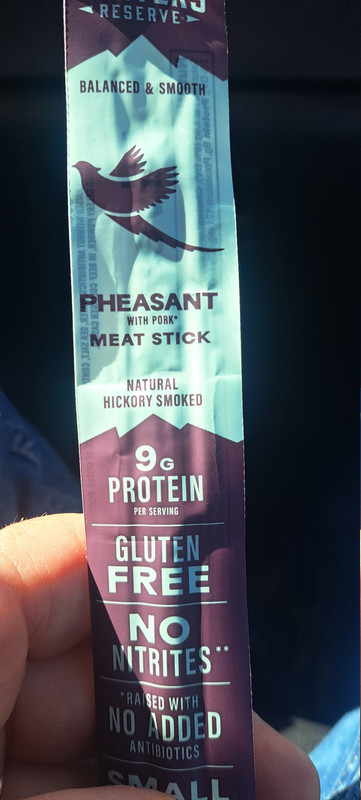 RESERVE
BALANCED & SMOOTH
PHEASANT
WITH PORK*
MEAT STICK
NATURAL
HICKORY SMOKED
9G
PROTEIN
PER SERVING
GLUTEN
FREE
NO
NITRITES**
*RAISED WITH
NO ADDED
ANTIBIOTICS
SMALL